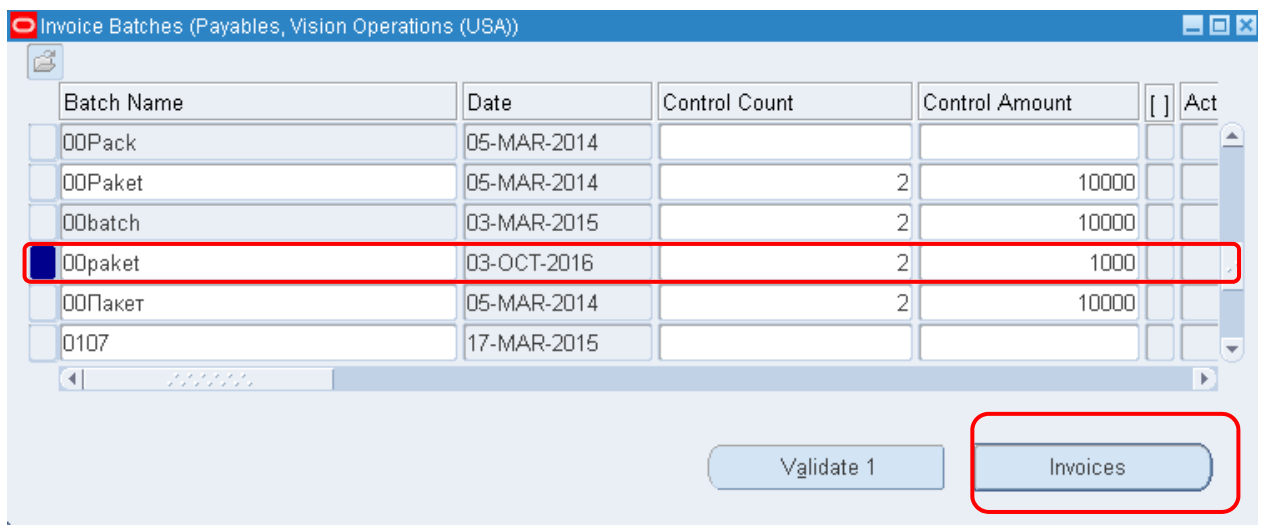 Invoice Batches (Payables, Vision Operations (USA))
Batch Name Date Control Count Control Amount [ ] Act
00Pack 05-MAR-2014
00Paket 05-MAR-2014 2 10000
00batch 03-MAR-2015 2 10000
00paket 03-OCT-2016 2 1000
00Пакет 05-MAR-2014 2 10000
0107 17-MAR-2015
Validate 1 Invoices